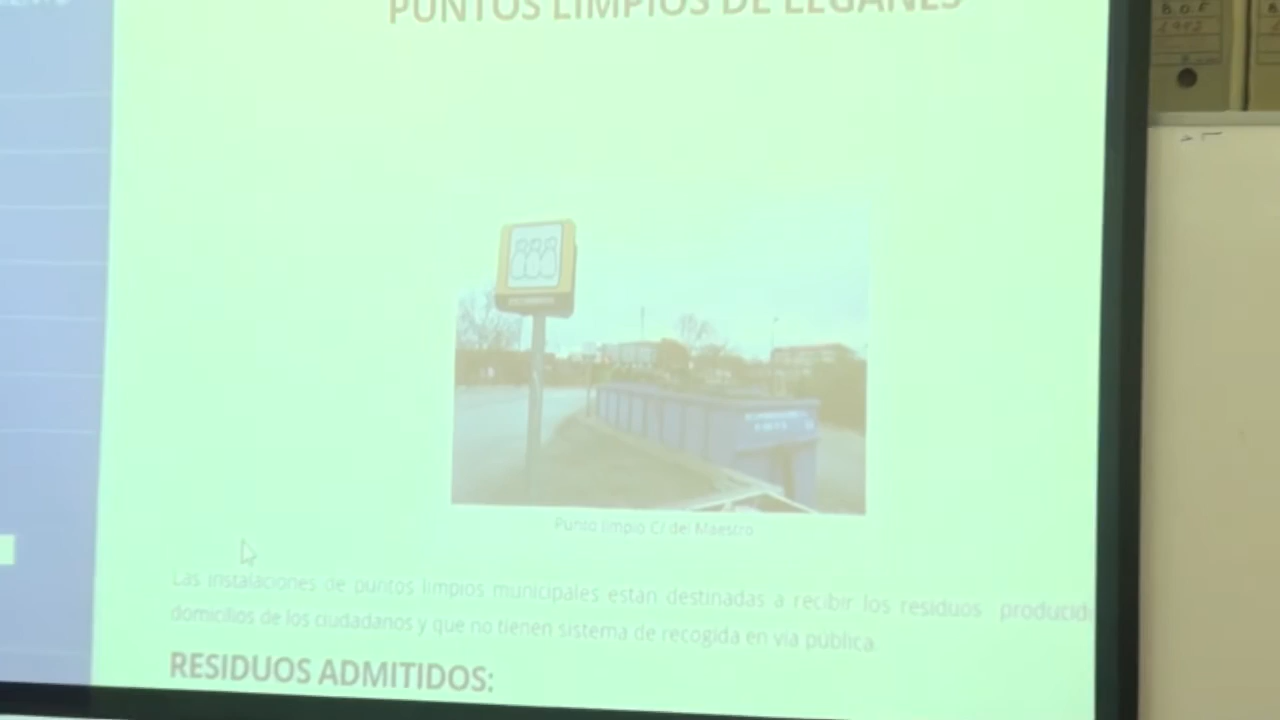 PUNTOS LIMPIOS DE LEGANÉS
B.O.E
Punto limpio C/ del Maestro
Las instalaciones de puntos limpios municipales están destinadas a recibir los residuos producid
domicilios de los ciudadanos y que no tienen sistema de recogida en vía pública.
RESIDUOS ADMITIDOS: